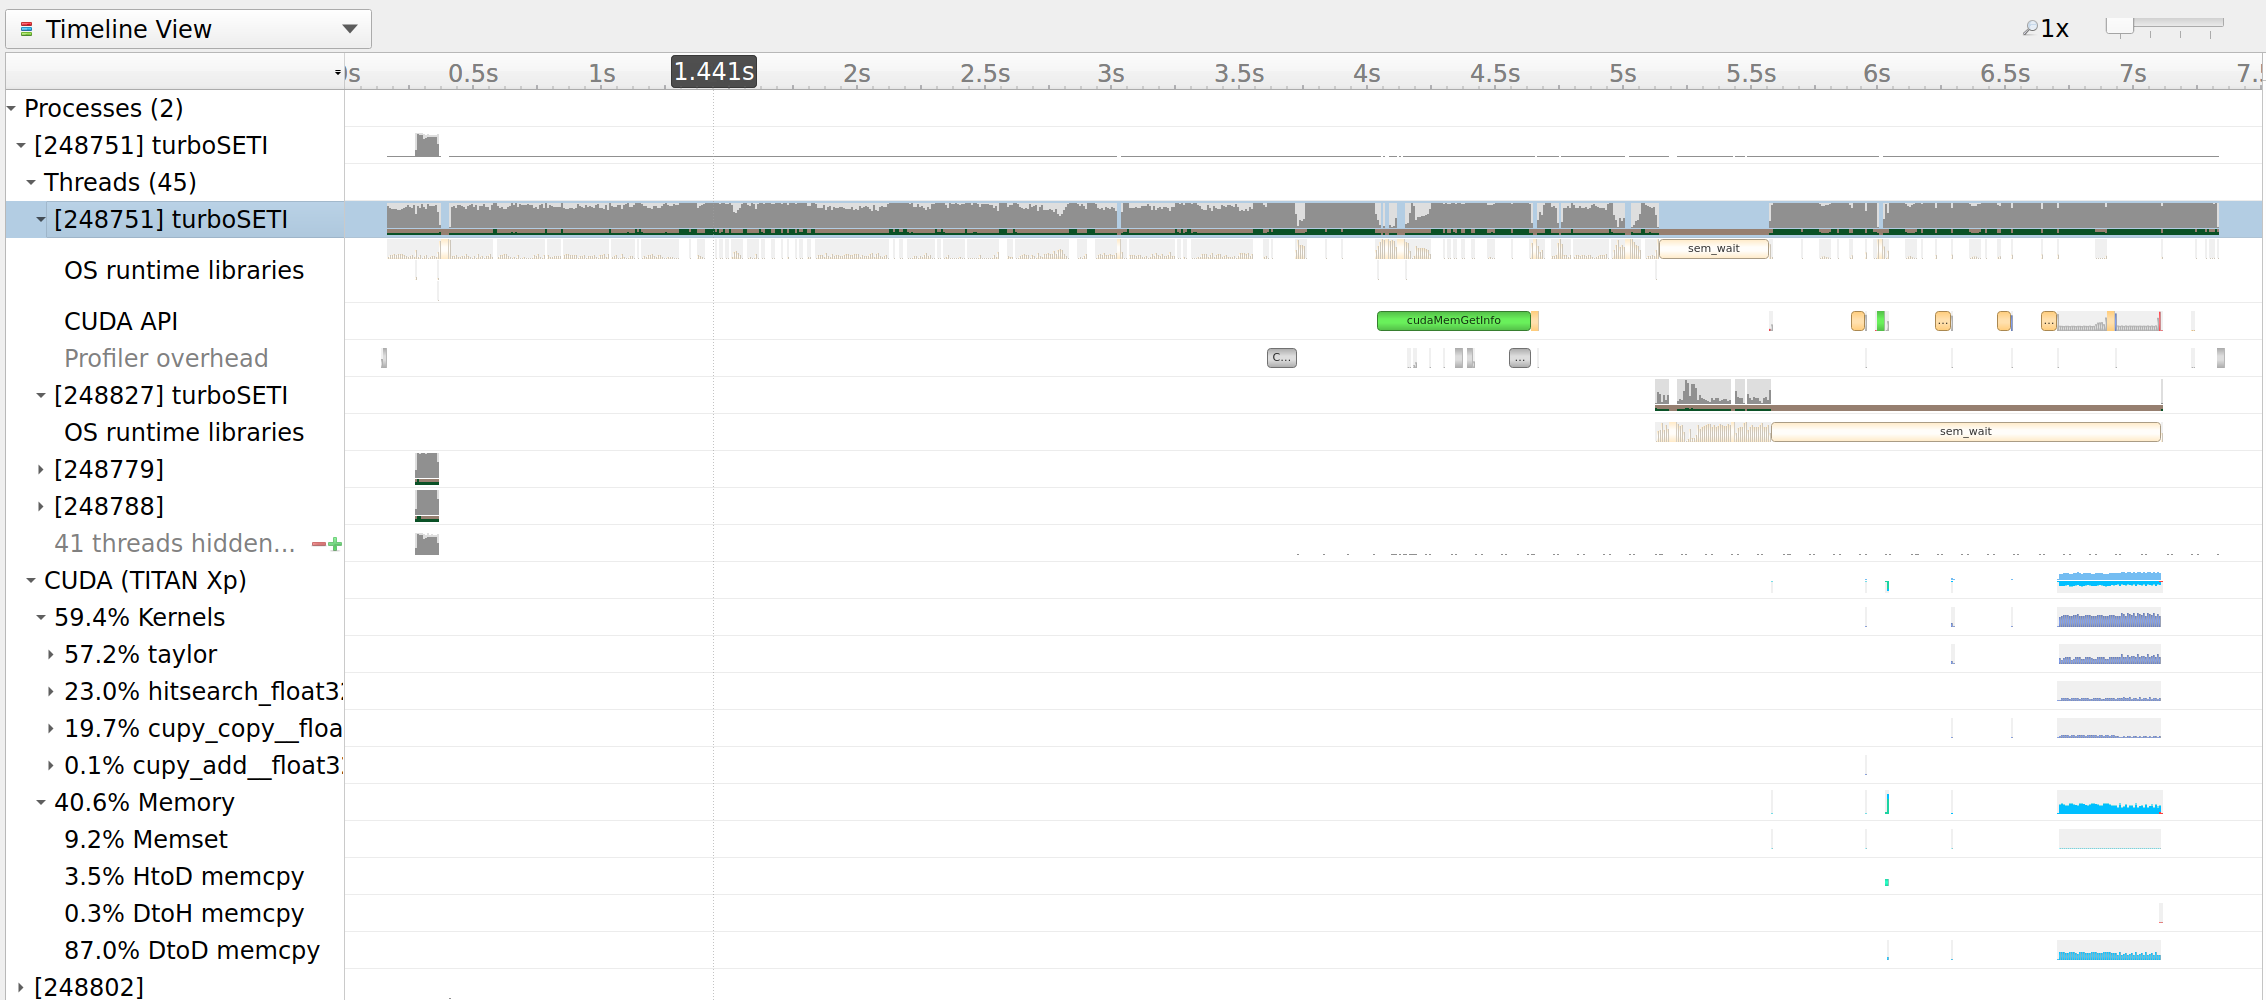 Timeline View
1x
0s 0.5s 1s 1.441s 2s 2.5s 3s 3.5s 4s 4.5s 5s 5.5s 6s 6.5s 7s 7.
Processes (2)
[248751] turboSETI
Threads (45)
[248751] turboSETI
sem_wait
OS runtime libraries
CUDA API
cudaMemGetInfo
...
...
Profiler overhead
C...
...
[248827] turboSETI
OS runtime libraries
sem_wait
[248779]
[248788]
41 threads hidden...
CUDA (TITAN Xp)
59.4% Kernels
57.2% taylor
23.0% hitsearch_float3
19.7% cupy_copy__floa
0.1% cupy_add__float3
40.6% Memory
9.2% Memset
3.5% HtoD memcpy
0.3% DtoH memcpy
87.0% DtoD memcpy
[248802]